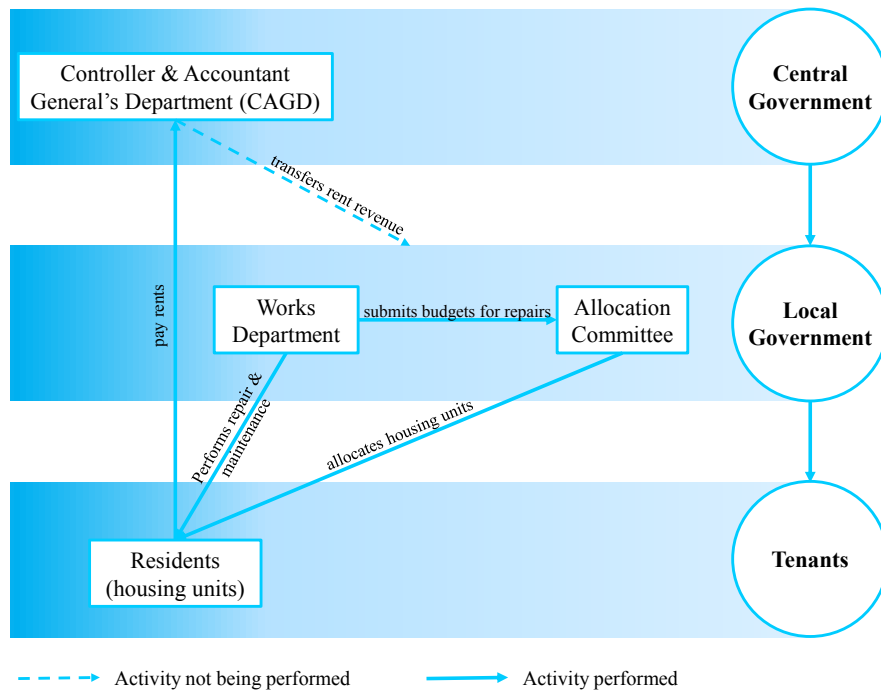 Controller & Accountant
General's Department (CAGD)
Central
Government
transfers rent revenue
pay rents
Works
Department
submits budgets for repairs
Allocation
Committee
Local
Government
Performs repair &
maintenance
allocates housing units
Residents
(housing units)
Tenants
Activity not being performed
Activity performed